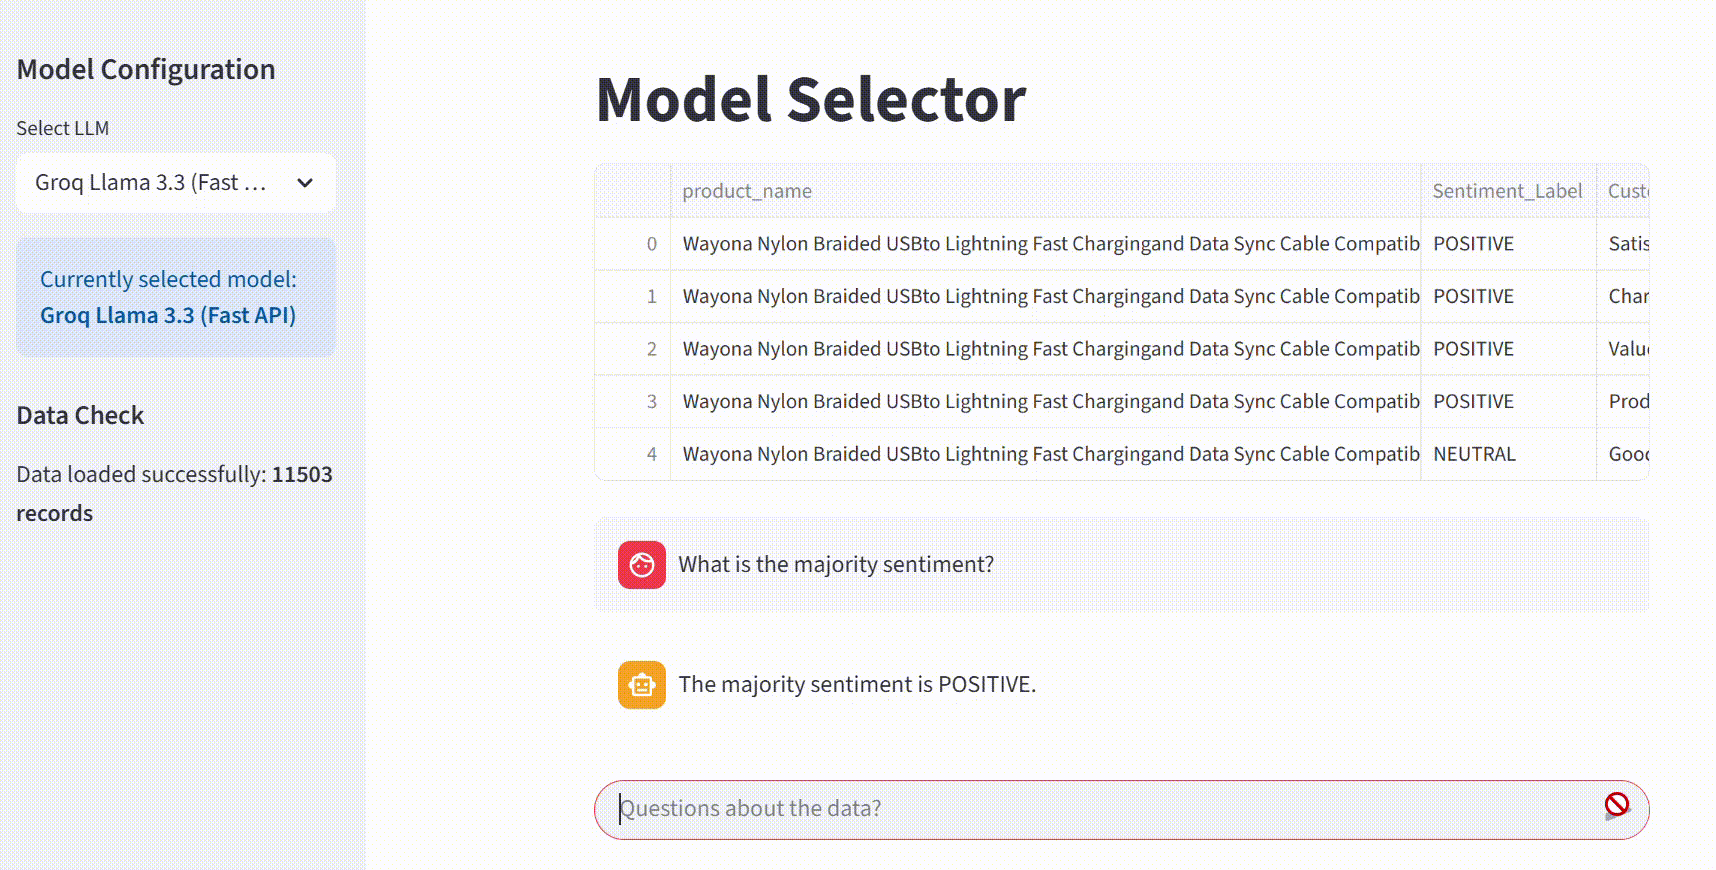 Model Configuration
Select LLM
Groq Llama 3.3 (Fast ...
Currently selected model:
Groq Llama 3.3 (Fast API)
Data Check
Data loaded successfully: 11503
records
Model Selector
product_name Sentiment_Label Custo
0 Wayona Nylon Braided USBto Lightning Fast Chargingand Data Sync Cable Compatib POSITIVE Satis
1 Wayona Nylon Braided USBto Lightning Fast Chargingand Data Sync Cable Compatib POSITIVE Char
2 Wayona Nylon Braided USBto Lightning Fast Chargingand Data Sync Cable Compatib POSITIVE Value
3 Wayona Nylon Braided USBto Lightning Fast Chargingand Data Sync Cable Compatib POSITIVE Prod
4 Wayona Nylon Braided USBto Lightning Fast Chargingand Data Sync Cable Compatib NEUTRAL Good
What is the majority sentiment?
The majority sentiment is POSITIVE.
Questions about the data?